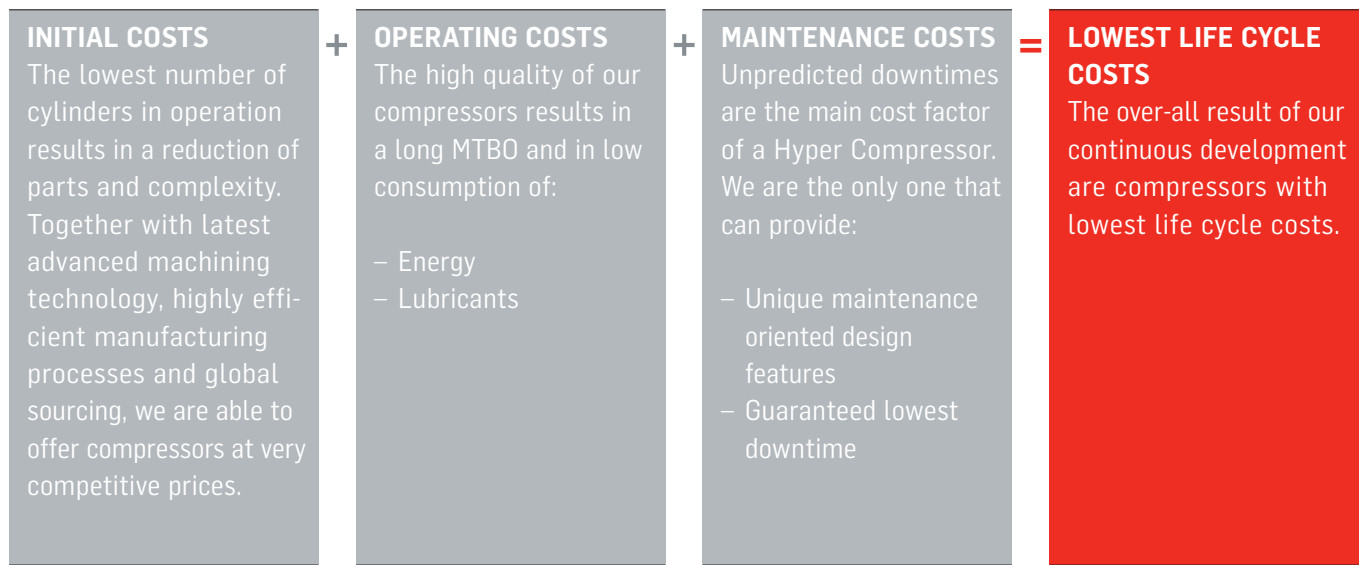 INITIAL COSTS
The lowest number of
cylinders in operation
results in a reduction of
parts and complexity.
Together with latest
advanced machining
technology, highly effi-
cient manufacturing
processes and global
sourcing, we are able to
offer compressors at very
competitive prices.
+
OPERATING COSTS
The high quality of our
compressors results in
a long MTBO and in low
consumption of:
– Energy
– Lubricants
+
MAINTENANCE COSTS
Unpredicted downtimes
are the main cost factor
of a Hyper Compressor.
We are the only one that
can provide:
– Unique maintenance
oriented design
features
– Guaranteed lowest
downtime
=
LOWEST LIFE CYCLE
COSTS
The over-all result of our
continuous development
are compressors with
lowest life cycle costs.